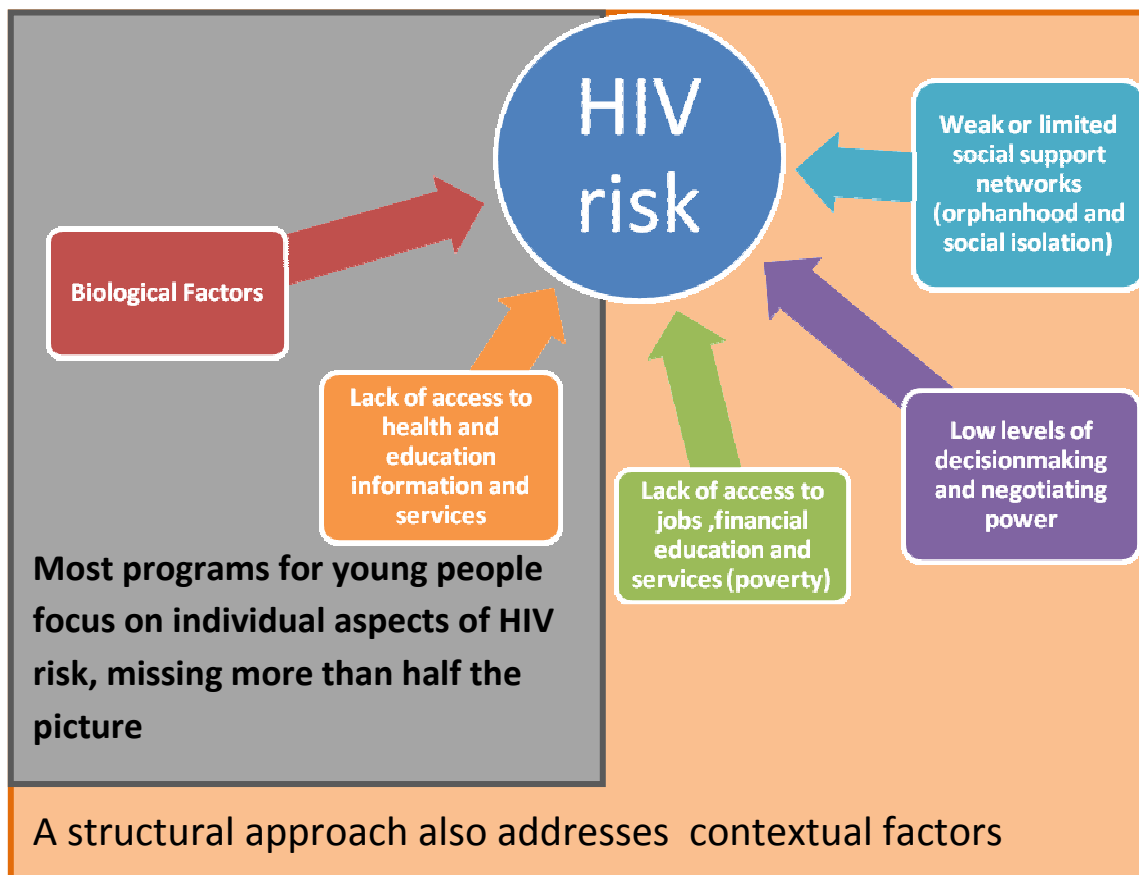 HIV
risk
Weak or limited
social support
networks
(orphanhood and
social isolation)
Biological Factors
Lack of access to
health and
education
information and
services
Lack of access to
jobs ,financial
education and
services (poverty)
Low levels of
decisionmaking
and negotiating
power
Most programs for young people
focus on individual aspects of HIV
risk, missing more than half the
picture
A structural approach also addresses  contextual factors